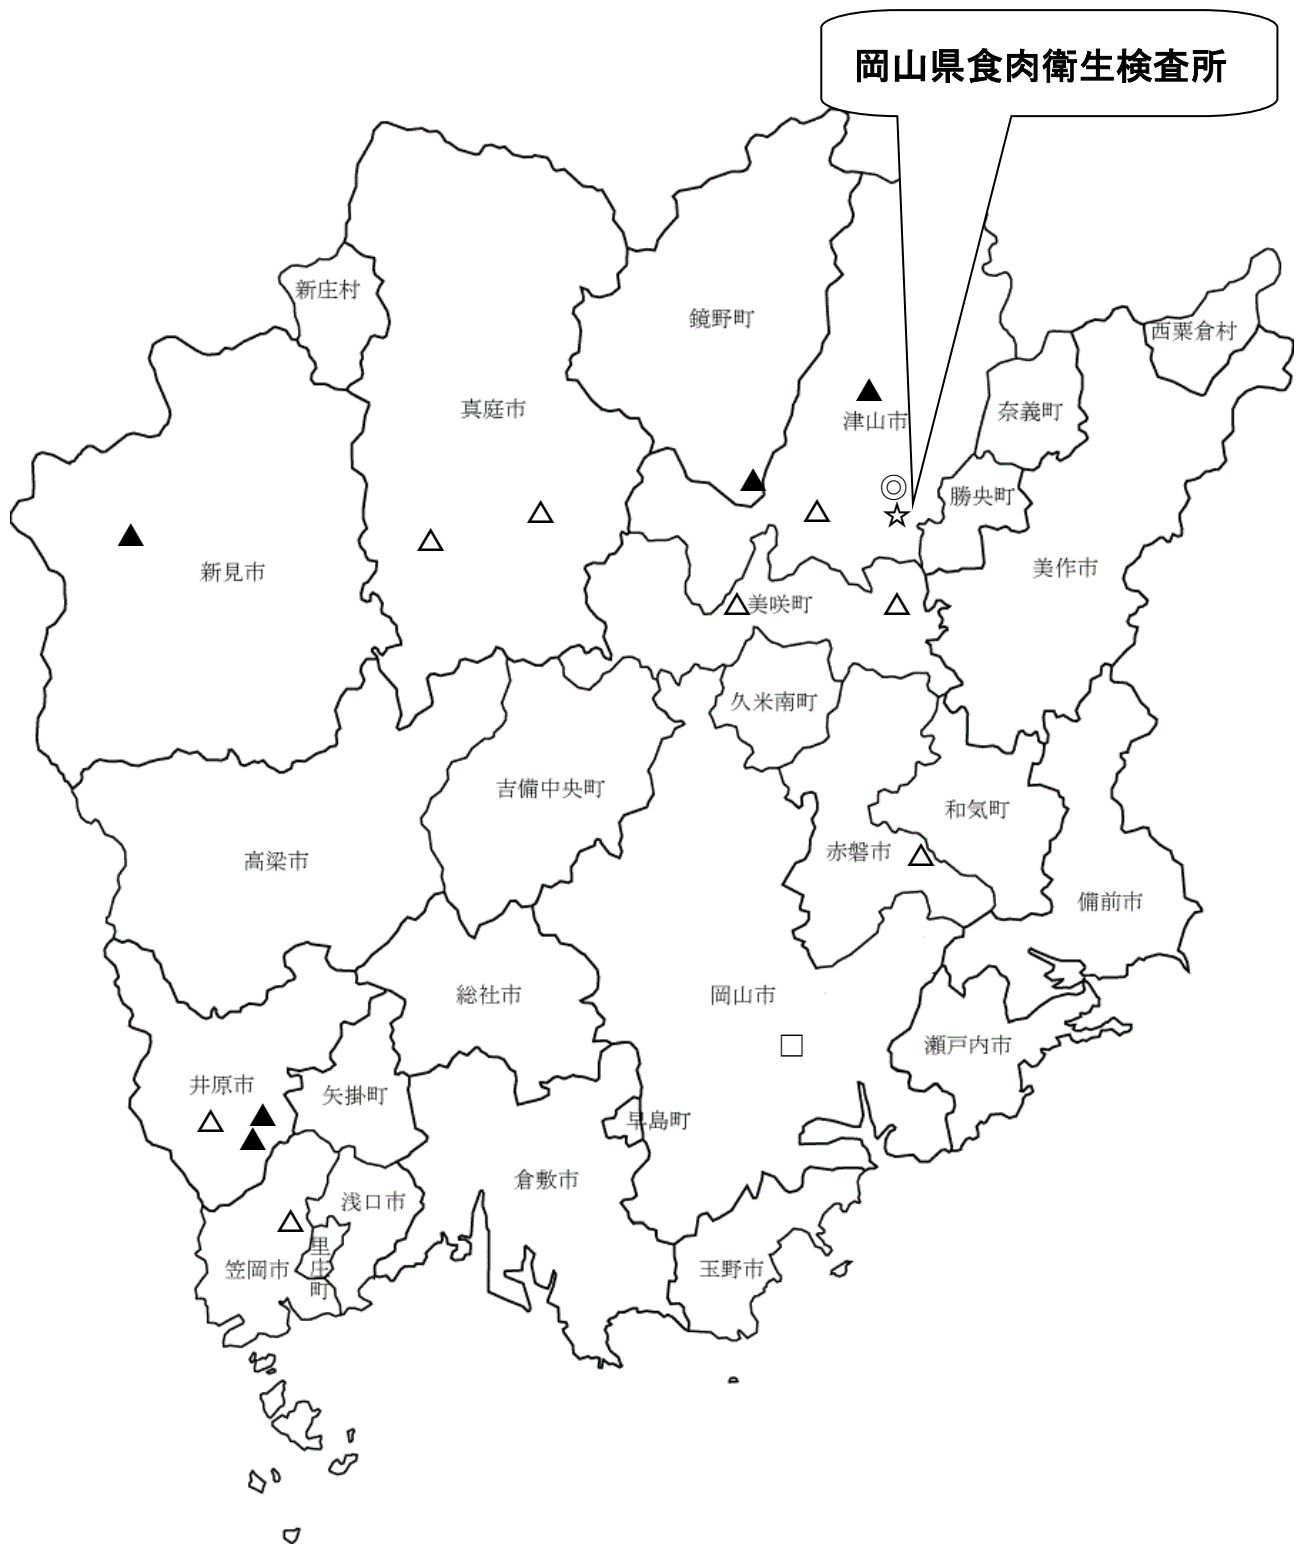 岡山県食肉衛生検査所
新庄村
鏡野町
西粟倉村
真庭市
津山市
奈義町
勝央町
新見市
美作市
美咲町
久米南町
吉備中央町
和気町
高梁市
赤磐市
備前市
総社市
岡山市
瀬戸内市
井原市
矢掛町
早島町
倉敷市
浅口市
里庄町
笠岡市
玉野市